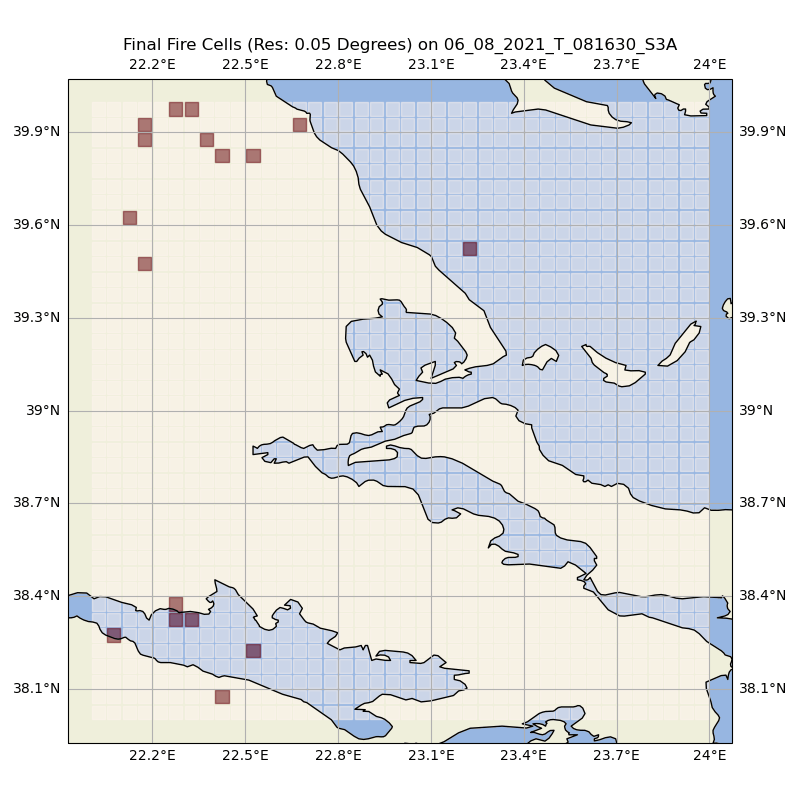 Final Fire Cells (Res: 0.05 Degrees) on 06_08_2021_T_081630_S3A
22.2°E 22.5°E 22.8°E 23.1°E 23.4°E 23.7°E 24°E
39.9°N 39.9°N
39.6°N 39.6°N
39.3°N 39.3°N
39°N 39°N
38.7°N 38.7°N
38.4°N 38.4°N
38.1°N 38.1°N
22.2°E 22.5°E 22.8°E 23.1°E 23.4°E 23.7°E 24°E